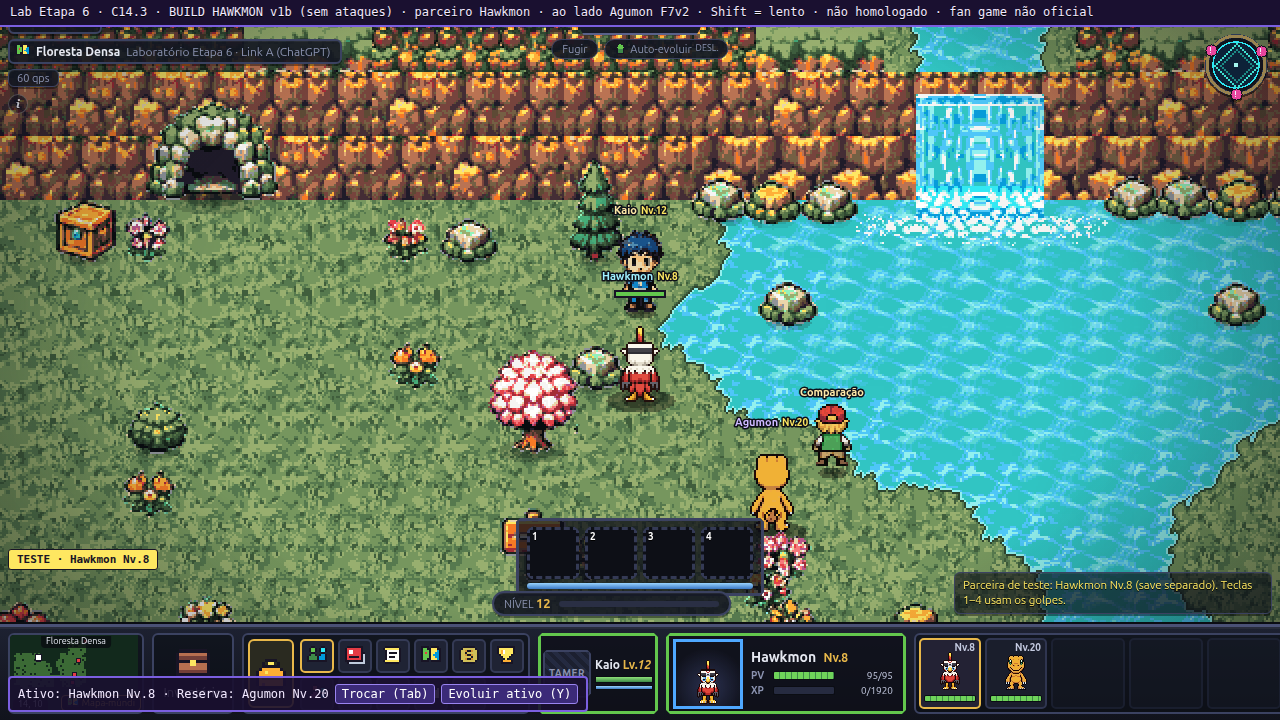 Lab Etapa 6 · C14.3 · BUILD HAWKMON v1b (sem ataques) · parceiro Hawkmon · ao lado Agumon F7v2 · Shift = lento · não homologado · fan game não oficial
Floresta Densa Laboratório Etapa 6 · Link A (ChatGPT)
Fugir
Auto-evoluir DESL.
60 qps
i
Kaio Nv.12
Hawkmon Nv.8
Comparação
Agumon Nv.20
1 2 3 4
TESTE · Hawkmon Nv.8
Parceira de teste: Hawkmon Nv.8 (save separado). Teclas
1–4 usam os golpes.
NÍVEL 12
Floresta Densa
TAMER
Kaio Lv.12
Hawkmon Nv.8
PV 95/95
XP 0/1920
Nv.8
Nv.20
Ativo: Hawkmon Nv.8 · Reserva: Agumon Nv.20 Trocar (Tab) Evoluir ativo (Y)